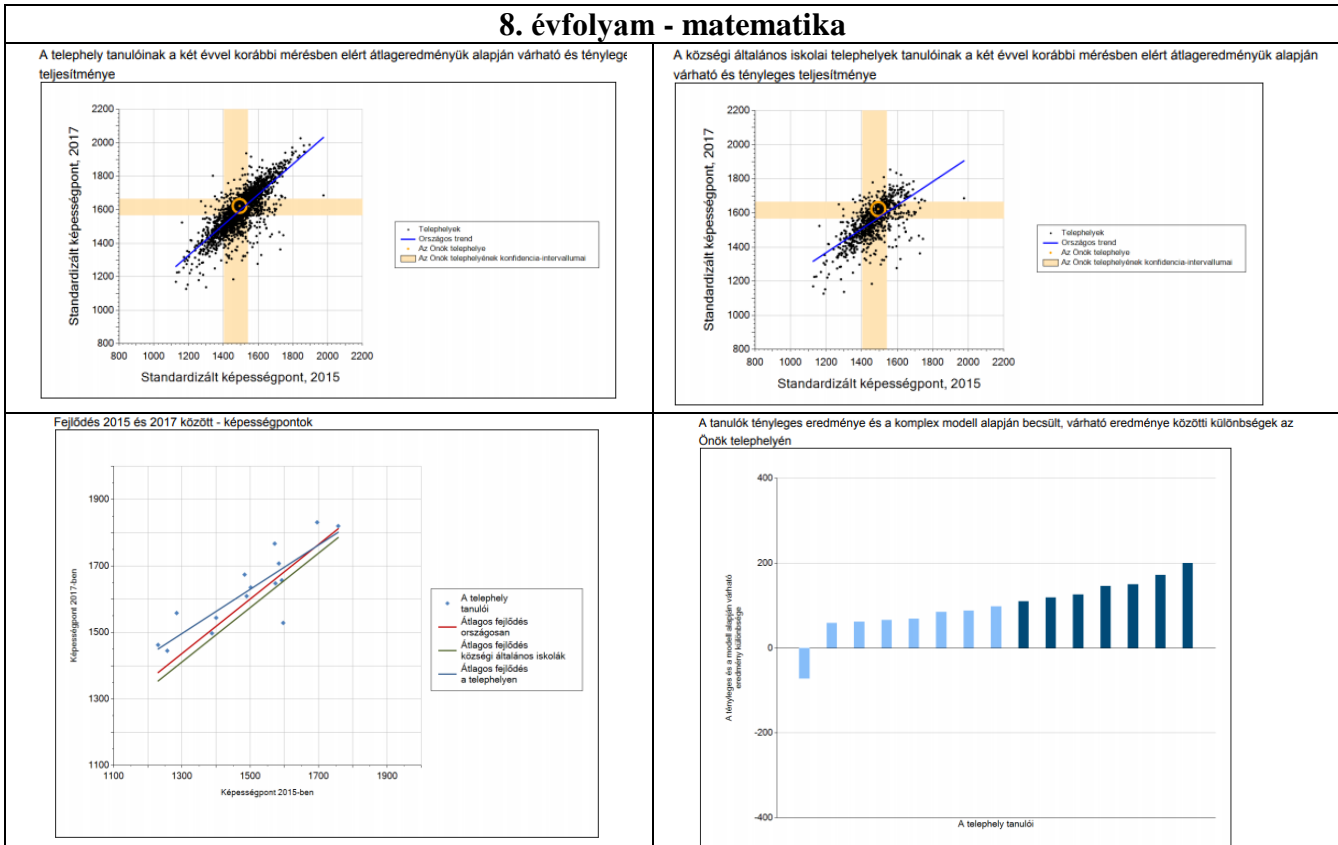 8. évfolyam - matematika
A telephely tanulóinak a két évvel korábbi mérésben elért átlageredményük alapján várható és ténylege
teljesítménye
Standardizált képességpont, 2017
2200
2000
1800
1600
1400
1200
1000
800
800 1000 1200 1400 1600 1800 2000 2200
Standardizált képességpont, 2015
Telephelyek
Országos trend
Az Önök telephelye
Az Önök telephelyének konfidencia-intervallumai
A községi általános iskolai telephelyek tanulóinak a két évvel korábbi mérésben elért átlageredményük alapján
várható és tényleges teljesítménye
Standardizált képességpont, 2017
2200
2000
1800
1600
1400
1200
1000
800
800 1000 1200 1400 1600 1800 2000 2200
Standardizált képességpont, 2015
Telephelyek
Országos trend
Az Önök telephelye
Az Önök telephelyének konfidencia-intervallumai
Fejlődés 2015 és 2017 között - képességpontok
Képességpont 2017-ben
1900
1700
1500
1300
1100
1100 1300 1500 1700 1900
Képességpont 2015-ben
A telephely
tanulói
Átlagos fejlődés
országosan
Átlagos fejlődés
községi általános iskolák
Átlagos fejlődés
a telephelyen
A tanulók tényleges eredménye és a komplex modell alapján becsült, várható eredménye közötti különbségek az
Önök telephelyén
A tényleges és a modell alapján várható
eredmény különbsége
400
200
0
-200
-400
A telephely tanulói